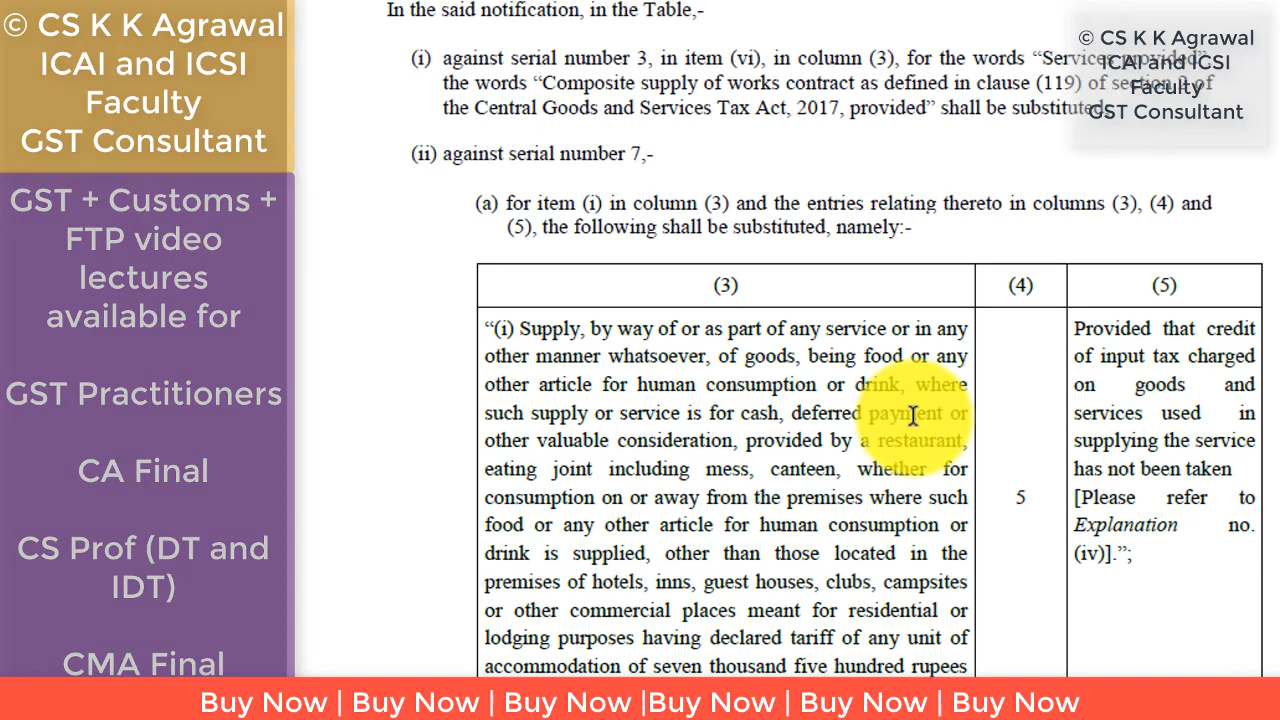 © CS K K Agrawal
ICAI and ICSI
Faculty
GST Consultant
GST + Customs +
FTP video
lectures
available for
GST Practitioners
CA Final
CS Prof (DT and
IDT)
CMA Final
In the said notification, in the Table,-
(i) against serial number 3, in item (vi), in column (3), for the words “Services provided”,
the words “Composite supply of works contract as defined in clause (119) of section 2 of
the Central Goods and Services Tax Act, 2017, provided” shall be substituted.
© CS K K Agrawal
ICAI and ICSI
Faculty
GST Consultant
(ii) against serial number 7,-
(a) for item (i) in column (3) and the entries relating thereto in columns (3), (4) and
(5), the following shall be substituted, namely:-
(3) (4) (5)
“(i) Supply, by way of or as part of any service or in any
other manner whatsoever, of goods, being food or any
other article for human consumption or drink, where
such supply or service is for cash, deferred payment or
other valuable consideration, provided by a restaurant,
eating joint including mess, canteen, whether for
consumption on or away from the premises where such
food or any other article for human consumption or
drink is supplied, other than those located in the
premises of hotels, inns, guest houses, clubs, campsites
or other commercial places meant for residential or
lodging purposes having declared tariff of any unit of
accommodation of seven thousand five hundred rupees
5
Provided that credit
of input tax charged
on goods and
services used in
supplying the service
has not been taken
[Please refer to
Explanation no.
(iv)].”;
Buy Now | Buy Now | Buy Now |Buy Now | Buy Now | Buy Now